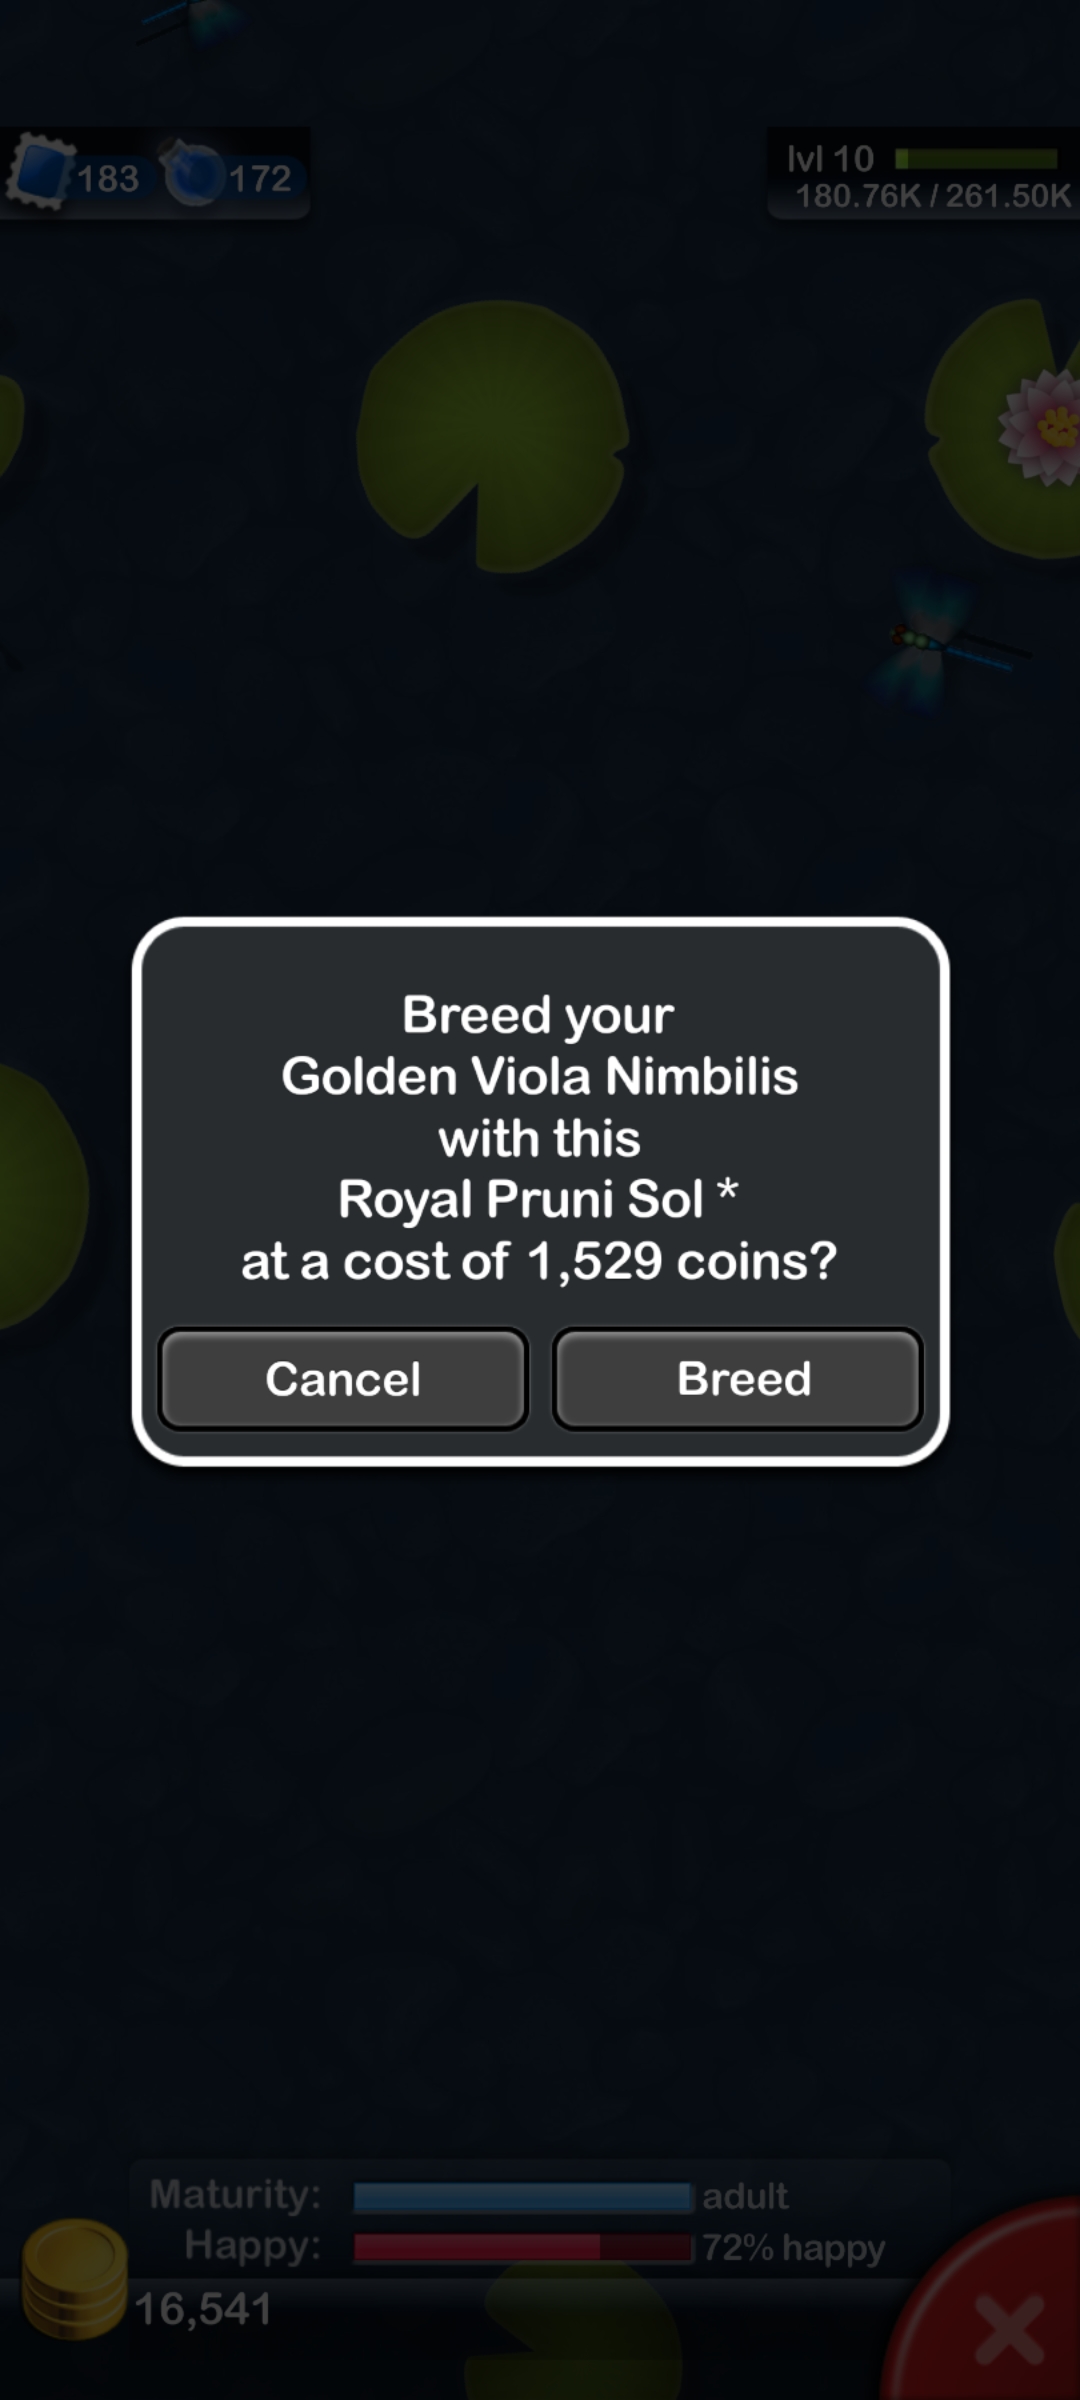 183 172
lvl 10
180.76K / 261.50K
Breed your
Golden Viola Nimbilis
with this
Royal Pruni Sol *
at a cost of 1,529 coins?
Cancel Breed
Maturity: adult
Happy: 72% happy
16,541